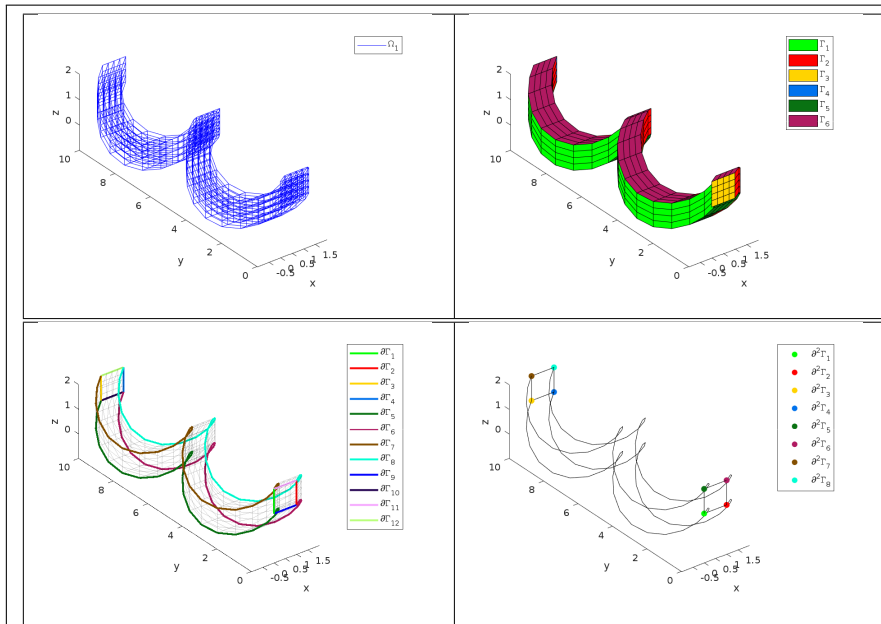 Ω₁
2
1
0
z
10
8
6
4
2
0
y
-0.5
0
0.5
1
1.5
x
Γ₁
Γ₂
Γ₃
Γ₄
Γ₅
Γ₆
2
1
0
z
10
8
6
4
2
0
y
-0.5
0
0.5
1
1.5
x
∂Γ₁
∂Γ₂
∂Γ₃
∂Γ₄
∂Γ₅
∂Γ₆
∂Γ₇
∂Γ₈
∂Γ₉
∂Γ₁₀
∂Γ₁₁
∂Γ₁₂
2
1
0
z
10
8
6
4
2
0
y
-0.5
0
0.5
1
1.5
x
∂²Γ₁
∂²Γ₂
∂²Γ₃
∂²Γ₄
∂²Γ₅
∂²Γ₆
∂²Γ₇
∂²Γ₈
2
1
0
z
10
8
6
4
2
0
y
-0.5
0
0.5
1
1.5
x